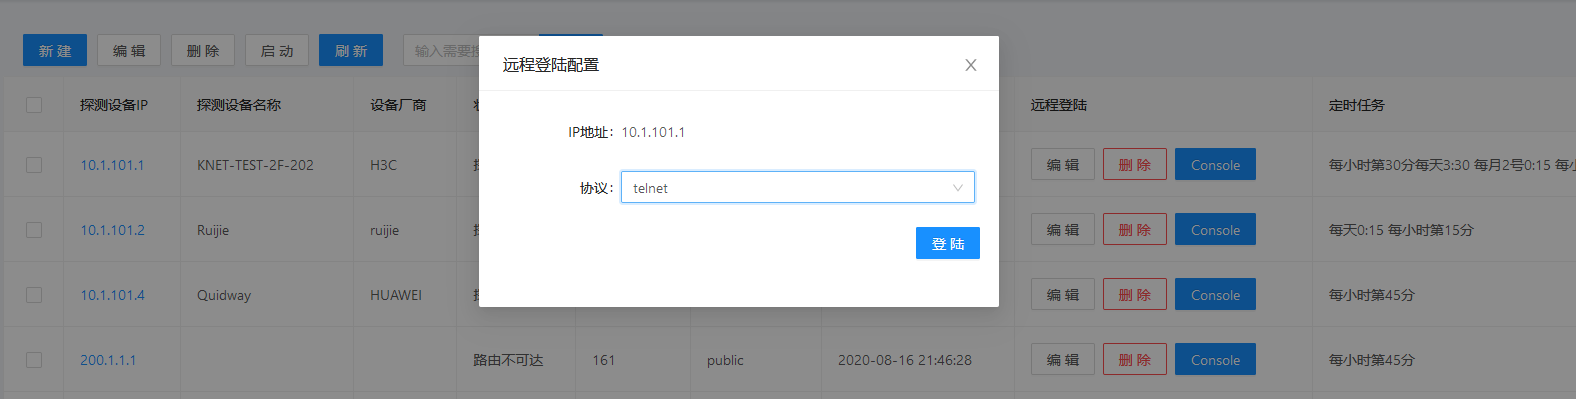 新 建 编 辑 删 除 启 动 刷 新 输入需要
远程登陆配置
探测设备IP 探测设备名称 设备厂商 远程登陆 定时任务
IP地址： 10.1.101.1
10.1.101.1 KNET-TEST-2F-202 H3C 编 辑 删 除 Console 每小时第30分每天3:30 每月2号0:15
协议： telnet
10.1.101.2 Ruijie ruijie 编 辑 删 除 Console 每天0:15 每小时第15分
登 陆
10.1.101.4 Quidway HUAWEI 编 辑 删 除 Console 每小时第45分
200.1.1.1 路由不可达 161 public 2020-08-16 21:46:28 编 辑 删 除 Console 每小时第45分